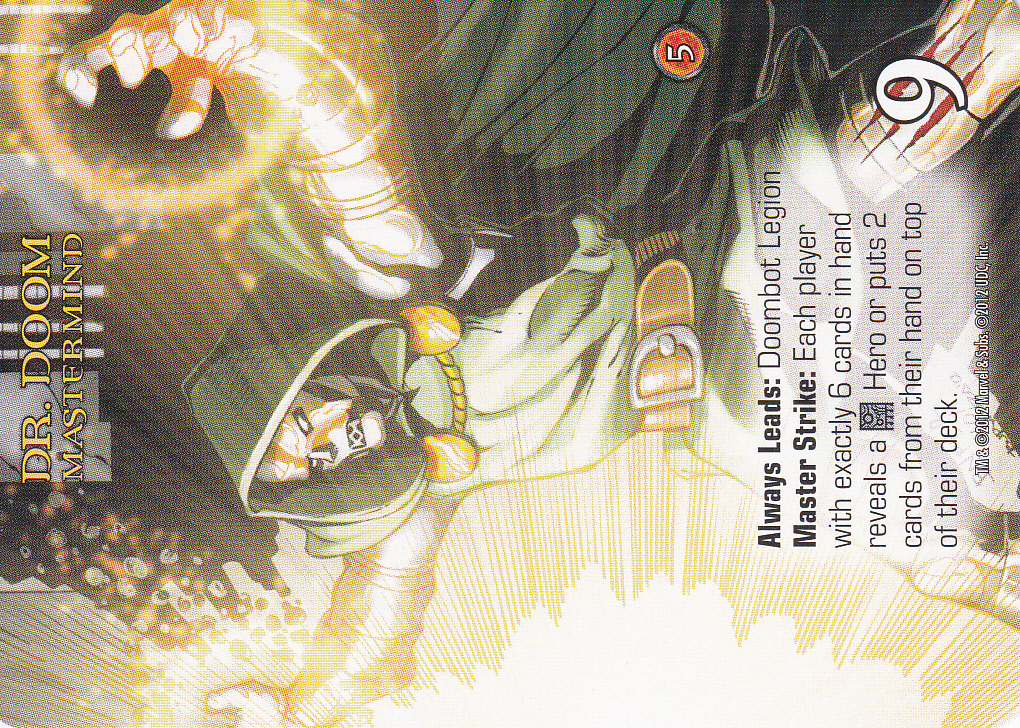 DR. DOOM
MASTERMIND
5
Always Leads: Doombot Legion
Master Strike: Each player
with exactly 6 cards in hand
reveals a Hero or puts 2
cards from their hand on top
of their deck.
9
TM & ©2012 Marvel & Subs. ©2012 UDC, Inc.